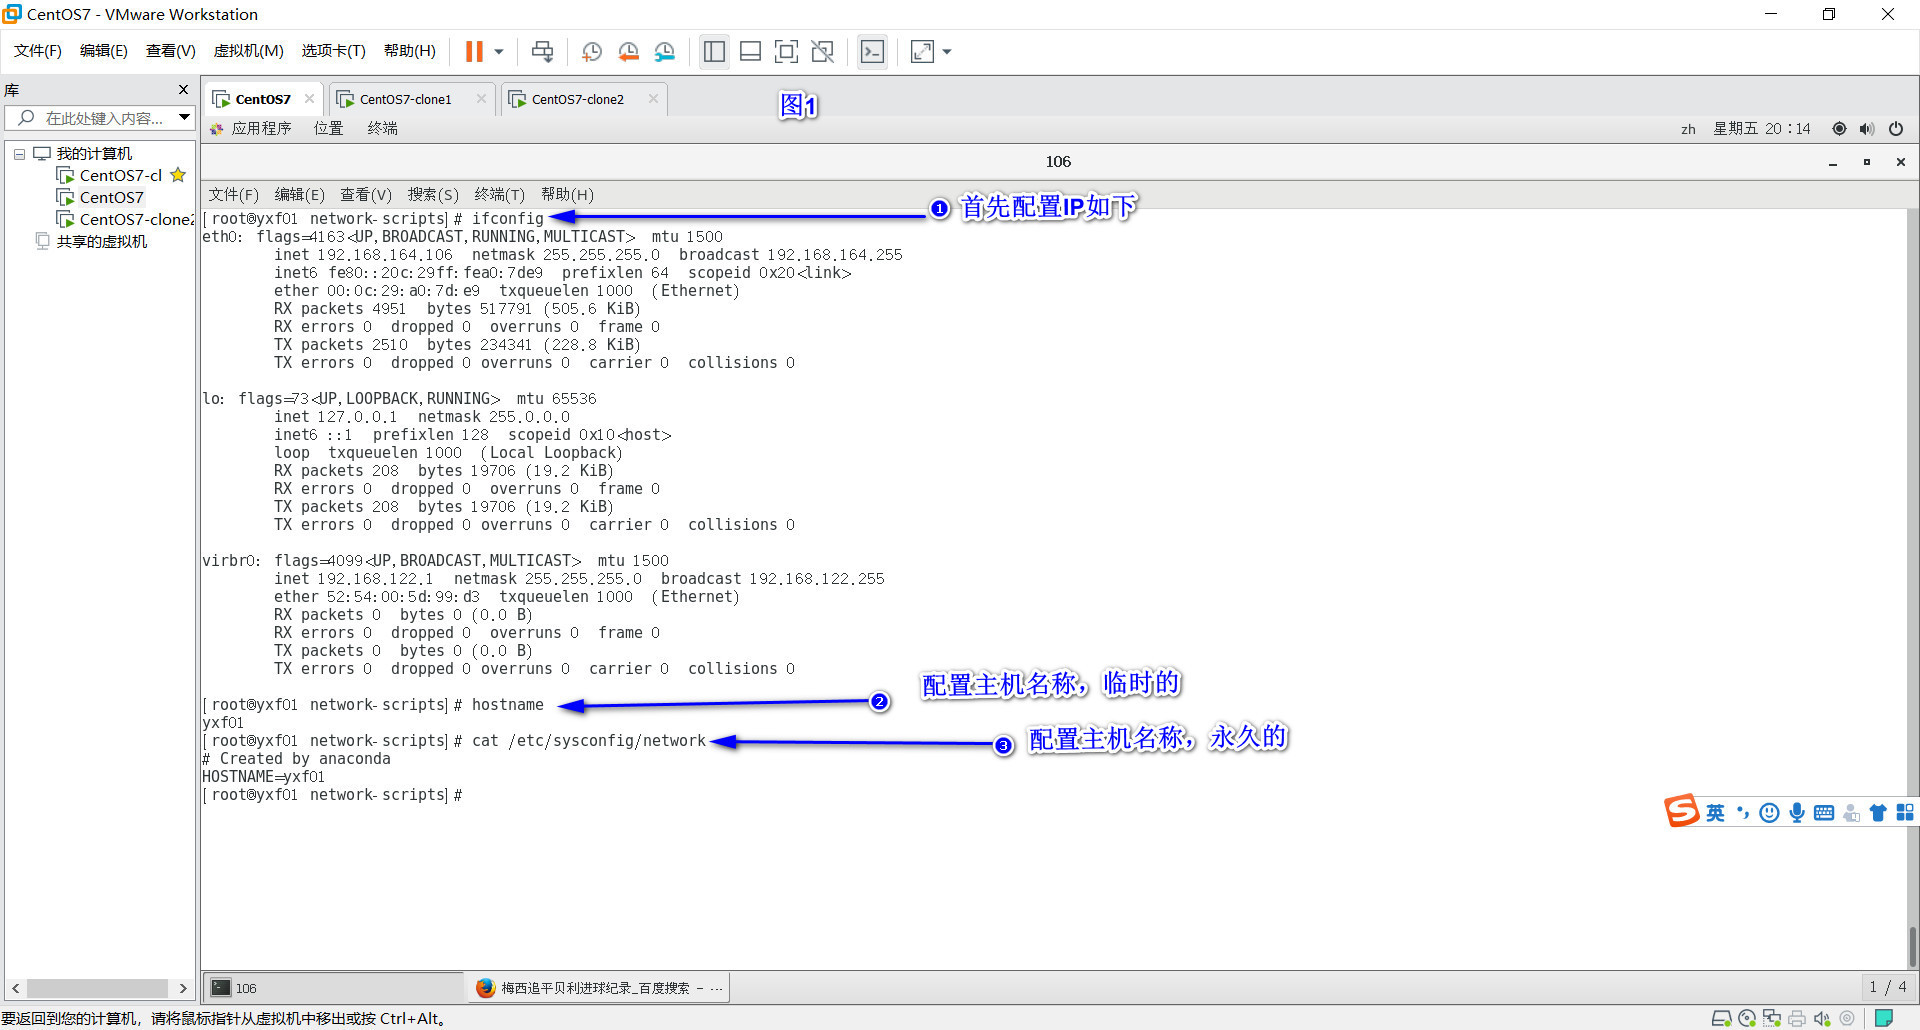 CentOS7 - VMware Workstation
文件(F) 编辑(E) 查看(V) 虚拟机(M) 选项卡(T) 帮助(H)
库
在此处键入内容...
我的计算机
CentOS7-cl
CentOS7
CentOS7-clone2
共享的虚拟机
CentOS7 CentOS7-clone1 CentOS7-clone2
图1
应用程序 位置 终端 zh 星期五 20:14
106
文件(F) 编辑(E) 查看(V) 搜索(S) 终端(T) 帮助(H)
[root@yxf01 network-scripts]# ifconfig
1 首先配置IP如下
eth0: flags=4163<UP,BROADCAST,RUNNING,MULTICAST>  mtu 1500
        inet 192.168.164.106  netmask 255.255.255.0  broadcast 192.168.164.255
        inet6 fe80::20c:29ff:fea0:7de9  prefixlen 64  scopeid 0x20<link>
        ether 00:0c:29:a0:7d:e9  txqueuelen 1000  (Ethernet)
        RX packets 4951  bytes 517791 (505.6 KiB)
        RX errors 0  dropped 0  overruns 0  frame 0
        TX packets 2510  bytes 234341 (228.8 KiB)
        TX errors 0  dropped 0 overruns 0  carrier 0  collisions 0
lo: flags=73<UP,LOOPBACK,RUNNING>  mtu 65536
        inet 127.0.0.1  netmask 255.0.0.0
        inet6 ::1  prefixlen 128  scopeid 0x10<host>
        loop  txqueuelen 1000  (Local Loopback)
        RX packets 208  bytes 19706 (19.2 KiB)
        RX errors 0  dropped 0  overruns 0  frame 0
        TX packets 208  bytes 19706 (19.2 KiB)
        TX errors 0  dropped 0 overruns 0  carrier 0  collisions 0
virbr0: flags=4099<UP,BROADCAST,MULTICAST>  mtu 1500
        inet 192.168.122.1  netmask 255.255.255.0  broadcast 192.168.122.255
        ether 52:54:00:5d:99:d3  txqueuelen 1000  (Ethernet)
        RX packets 0  bytes 0 (0.0 B)
        RX errors 0  dropped 0  overruns 0  frame 0
        TX packets 0  bytes 0 (0.0 B)
        TX errors 0  dropped 0 overruns 0  carrier 0  collisions 0
[root@yxf01 network-scripts]# hostname
2 配置主机名称，临时的
yxf01
[root@yxf01 network-scripts]# cat /etc/sysconfig/network
3 配置主机名称，永久的
# Created by anaconda
HOSTNAME=yxf01
[root@yxf01 network-scripts]#
英
106 梅西追平贝利进球纪录_百度搜索 - ... 1 / 4
要返回到您的计算机，请将鼠标指针从虚拟机中移出或按 Ctrl+Alt。